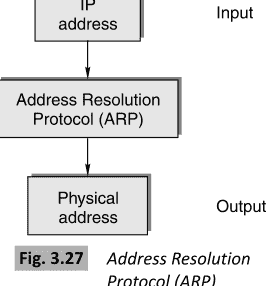 IP
Input
address
Address Resolution
Protocol (ARP)
Physical
address
Output
Fig. 3.27 Address Resolution
Protocol (ARP)